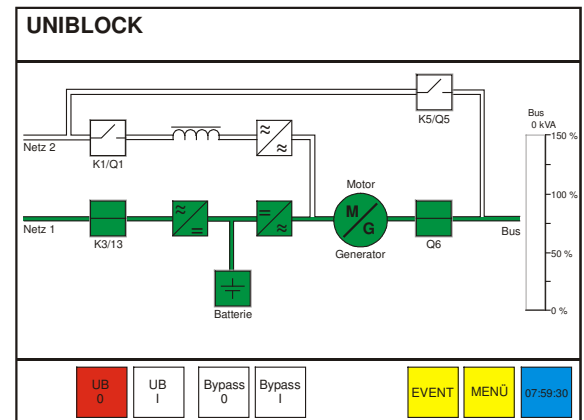 UNIBLOCK
K5/Q5
Bus
0 kVA
150 %
Netz 2
K1/Q1
≈
≈
Motor
100 %
Netz 1
K3/13
≈
=
=
≈
M
G
Generator
Q6
Bus
50 %
Batterie
0 %
UB
0
UB
I
Bypass
0
Bypass
I
EVENT
MENÜ
07:59:30